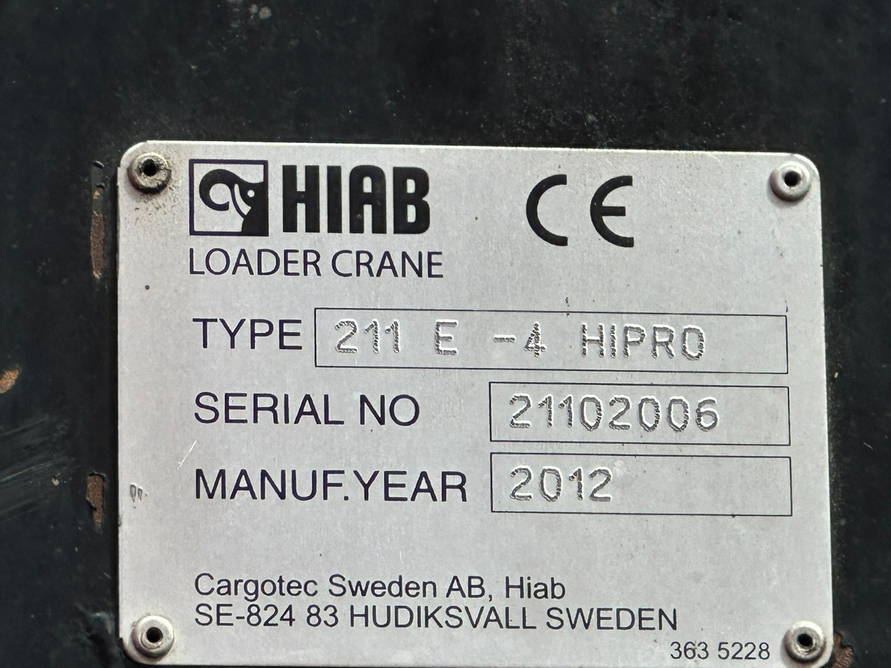 HIAB CE
LOADER CRANE
TYPE 211 E -4 HIPRO
SERIAL NO 21102006
MANUF.YEAR 2012
Cargotec Sweden AB, Hiab
SE-824 83 HUDIKSVALL SWEDEN
363 5228